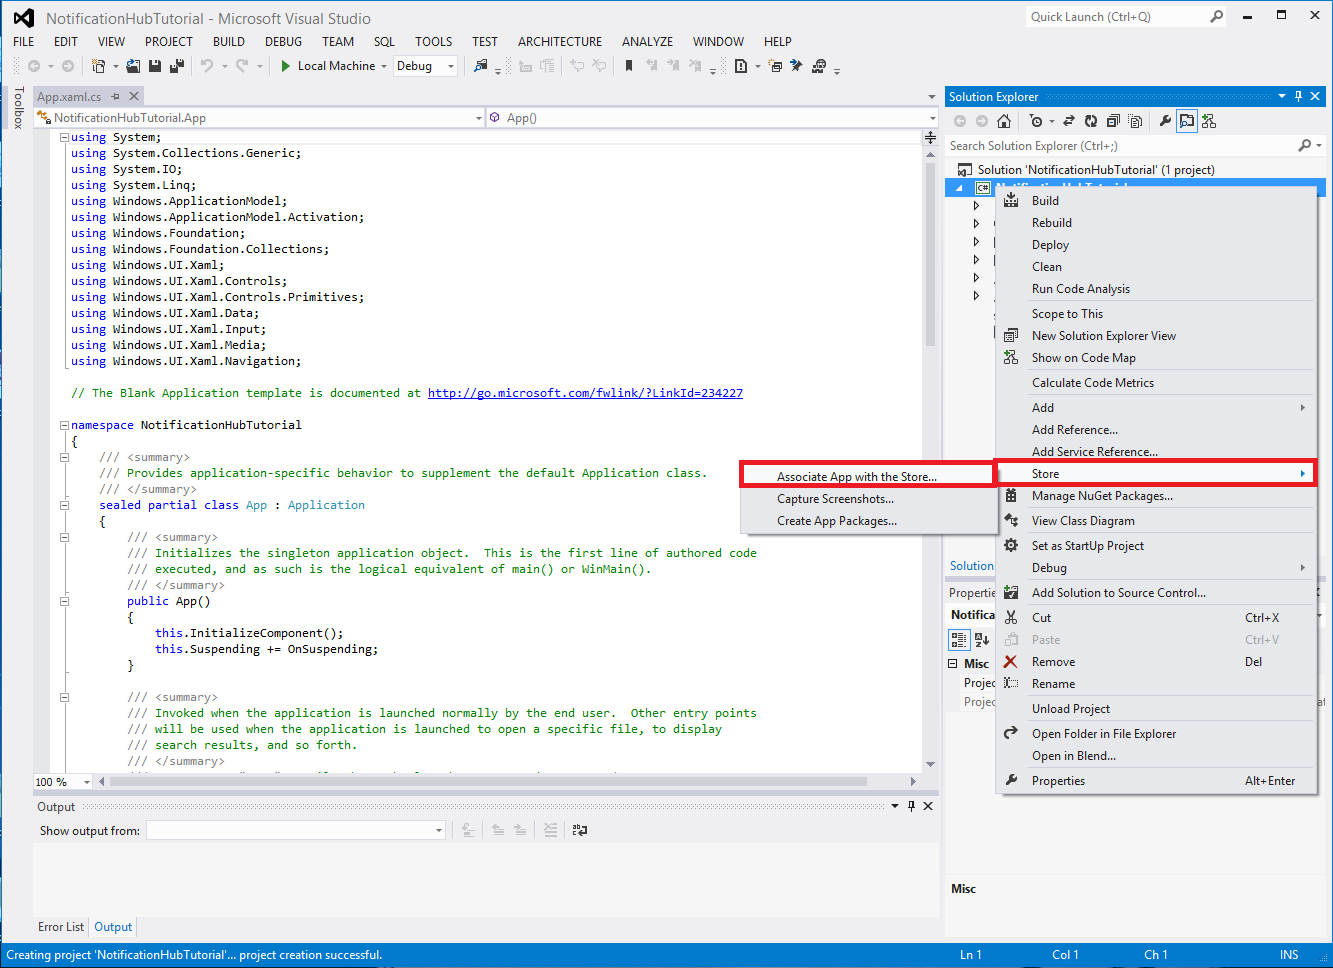 NotificationHubTutorial - Microsoft Visual Studio
Quick Launch (Ctrl+Q)
FILE EDIT VIEW PROJECT BUILD DEBUG TEAM SQL TOOLS TEST ARCHITECTURE ANALYZE WINDOW HELP
Local Machine Debug
Toolbox
App.xaml.cs
NotificationHubTutorial.App App()
using System;
using System.Collections.Generic;
using System.IO;
using System.Linq;
using Windows.ApplicationModel;
using Windows.ApplicationModel.Activation;
using Windows.Foundation;
using Windows.Foundation.Collections;
using Windows.UI.Xaml;
using Windows.UI.Xaml.Controls;
using Windows.UI.Xaml.Controls.Primitives;
using Windows.UI.Xaml.Data;
using Windows.UI.Xaml.Input;
using Windows.UI.Xaml.Media;
using Windows.UI.Xaml.Navigation;
// The Blank Application template is documented at http://go.microsoft.com/fwlink/?LinkId=234227
namespace NotificationHubTutorial
{
/// <summary>
/// Provides application-specific behavior to supplement the default Application class.
/// </summary>
sealed partial class App : Application
{
/// <summary>
/// Initializes the singleton application object.  This is the first line of authored code
/// executed, and as such is the logical equivalent of main() or WinMain().
/// </summary>
public App()
{
this.InitializeComponent();
this.Suspending += OnSuspending;
}
/// <summary>
/// Invoked when the application is launched normally by the end user.  Other entry points
/// will be used when the application is launched to open a specific file, to display
/// search results, and so forth.
/// </summary>
100 %
Solution Explorer
Search Solution Explorer (Ctrl+;)
Solution 'NotificationHubTutorial' (1 project)
C#
Build
Rebuild
Deploy
Clean
Run Code Analysis
Scope to This
New Solution Explorer View
Show on Code Map
Calculate Code Metrics
Add
Add Reference...
Add Service Reference...
Store
Manage NuGet Packages...
View Class Diagram
Set as StartUp Project
Debug
Add Solution to Source Control...
Cut Ctrl+X
Paste Ctrl+V
Remove Del
Rename
Unload Project
Open Folder in File Explorer
Open in Blend...
Properties Alt+Enter
Associate App with the Store...
Capture Screenshots...
Create App Packages...
Solution
Propertie
Notifica
Misc
Projec
Projec
Misc
Output
Show output from:
Error List Output
Creating project 'NotificationHubTutorial'... project creation successful.
Ln 1 Col 1 Ch 1 INS